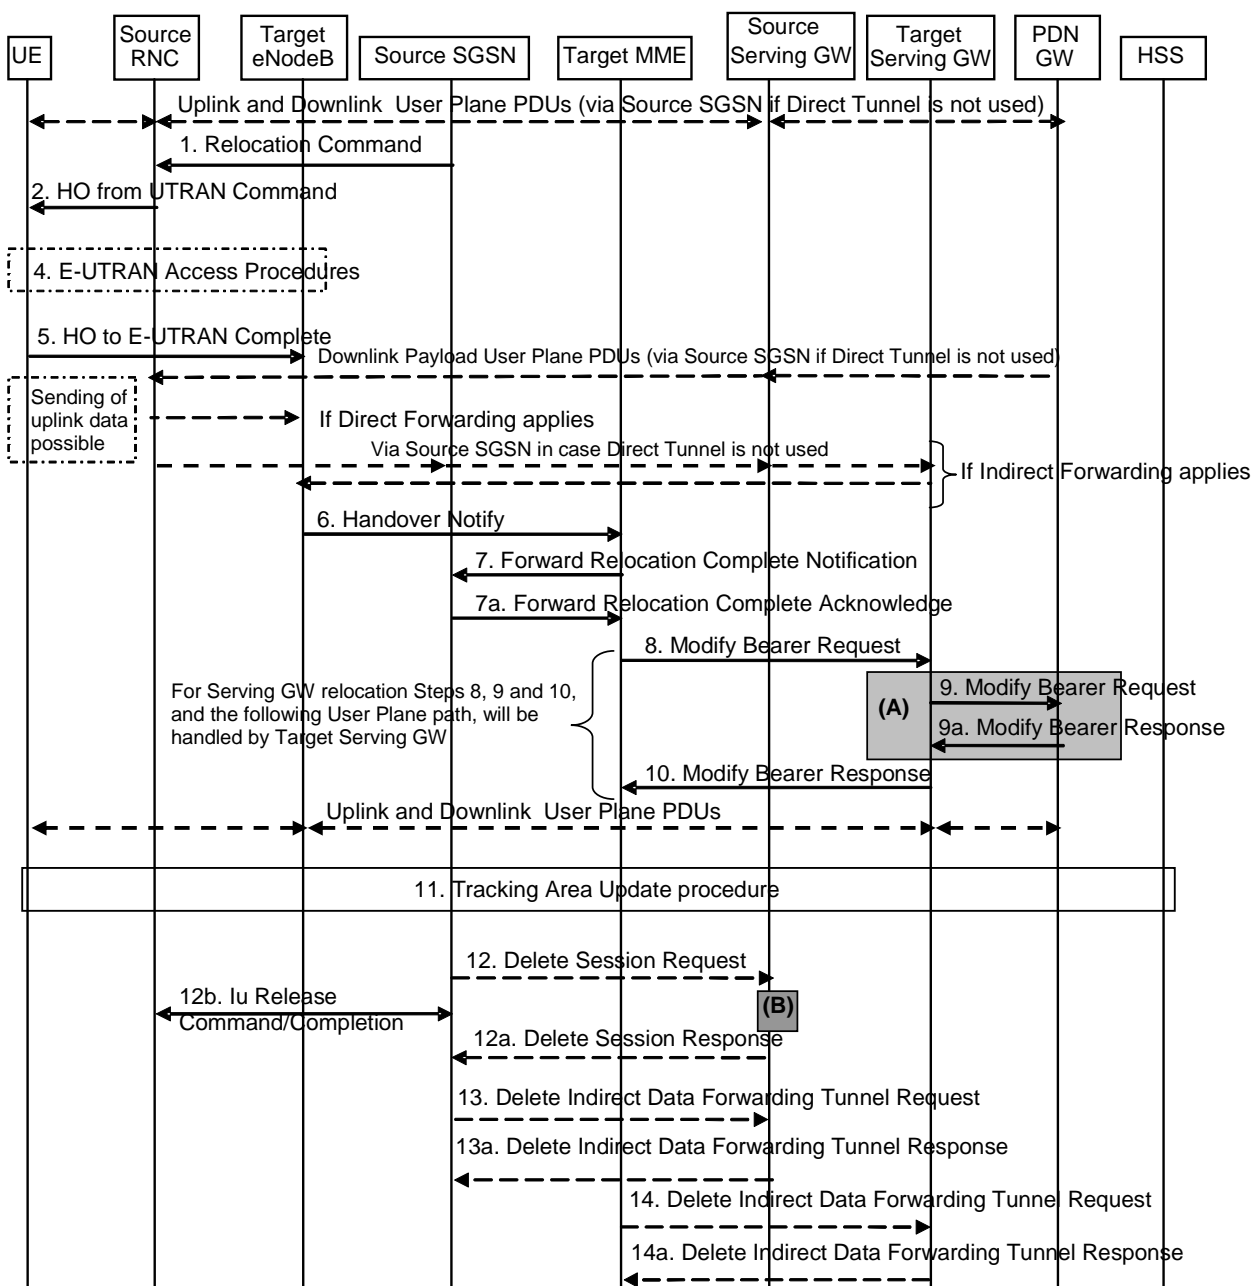 UE
Source
RNC
Target
eNodeB
Source SGSN
Target MME
Source
Serving GW
Target
Serving GW
PDN
GW
HSS
Uplink and Downlink User Plane PDUs (via Source SGSN if Direct Tunnel is not used)
1. Relocation Command
2. HO from UTRAN Command
4. E-UTRAN Access Procedures
5. HO to E-UTRAN Complete
Downlink Payload User Plane PDUs (via Source SGSN if Direct Tunnel is not used)
Sending of
uplink data
possible
If Direct Forwarding applies
Via Source SGSN in case Direct Tunnel is not used
If Indirect Forwarding applies
6. Handover Notify
7. Forward Relocation Complete Notification
7a. Forward Relocation Complete Acknowledge
8. Modify Bearer Request
For Serving GW relocation Steps 8, 9 and 10,
and the following User Plane path, will be
handled by Target Serving GW
(A)
9. Modify Bearer Request
9a. Modify Bearer Response
10. Modify Bearer Response
Uplink and Downlink User Plane PDUs
11. Tracking Area Update procedure
12. Delete Session Request
12b. Iu Release
Command/Completion
(B)
12a. Delete Session Response
13. Delete Indirect Data Forwarding Tunnel Request
13a. Delete Indirect Data Forwarding Tunnel Response
14. Delete Indirect Data Forwarding Tunnel Request
14a. Delete Indirect Data Forwarding Tunnel Response